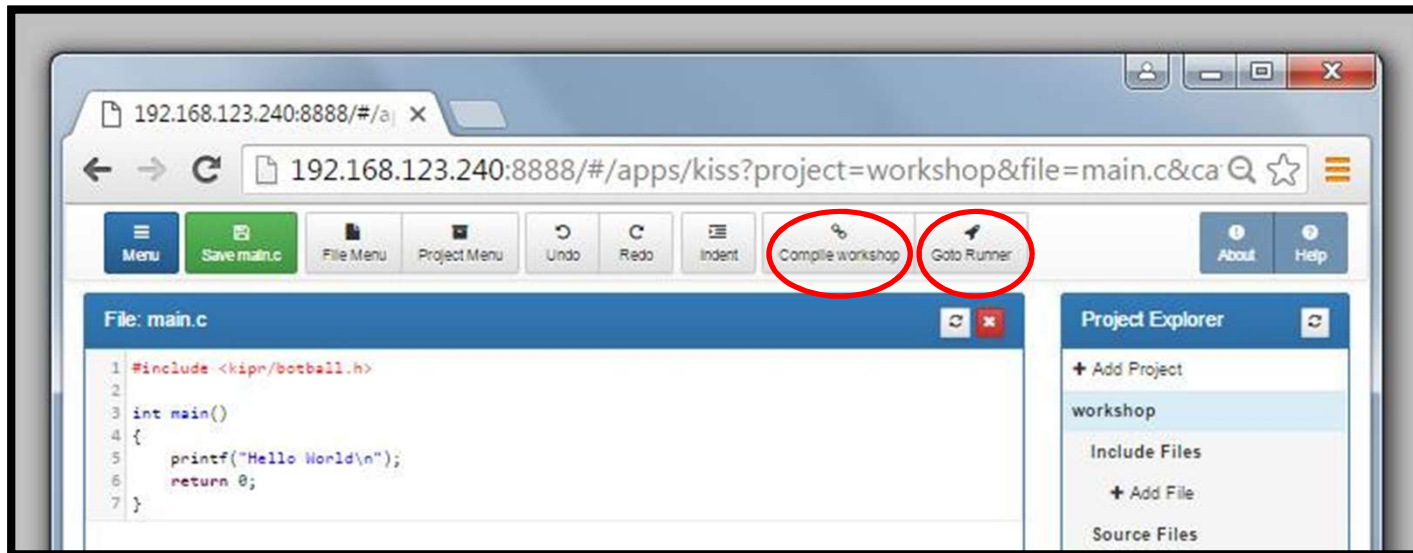 192.168.123.240:8888/#/a
192.168.123.240:8888/#/apps/kiss?project=workshop&file=main.c&ca
Menu
Save main.c
File Menu
Project Menu
Undo
Redo
Indent
Compile workshop
Goto Runner
About
Help
File: main.c
1 #include <kipr/botball.h>
2
3 int main()
4 {
5 printf("Hello World\n");
6 return 0;
7 }
Project Explorer
+ Add Project
workshop
Include Files
+ Add File
Source Files